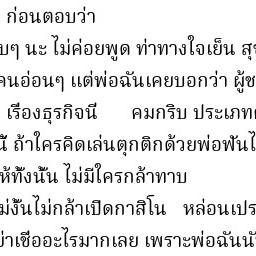 ก่อนตอบว่า
บๆ นะ ไม่ค่อยพูด ท่าทางใจเย็น สุ
คนอ่อนๆ แต่พ่อฉันเคยบอกว่า ผู้ช
เรื่องธุรกิจนี่ คมกริบ ประเภท
นี้ ถ้าใครคิดเล่นตุกติกด้วยพ่อฟันไ
ห้ทั้งนั้น ไม่มีใครกล้าทาบ
ม่งั้นไม่กล้าเปิดกาสิโน หล่อนเปร
ย่าเชื่ออะไรมากเลย เพราะพ่อฉันนั